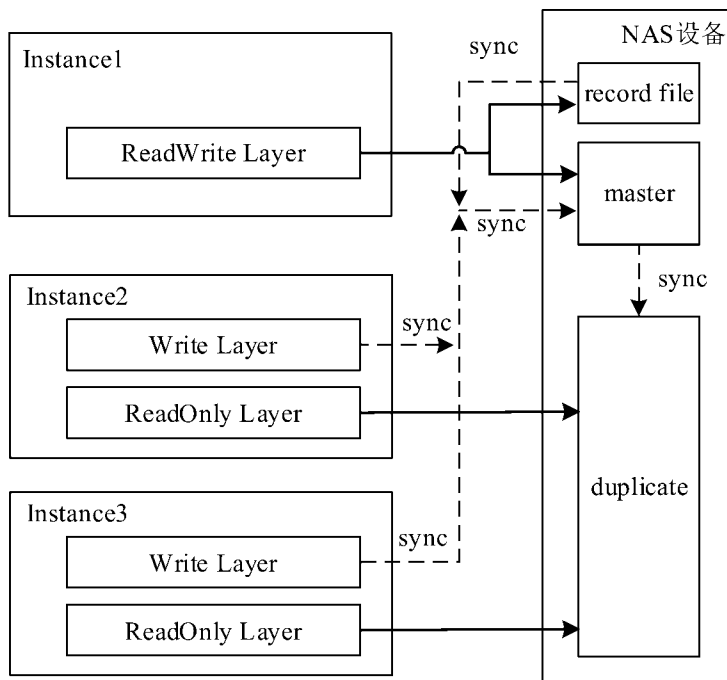 sync
NAS设备
Instance1
record file
ReadWrite Layer
master
sync
sync
Instance2
sync
Write Layer
ReadOnly Layer
duplicate
Instance3
sync
Write Layer
ReadOnly Layer